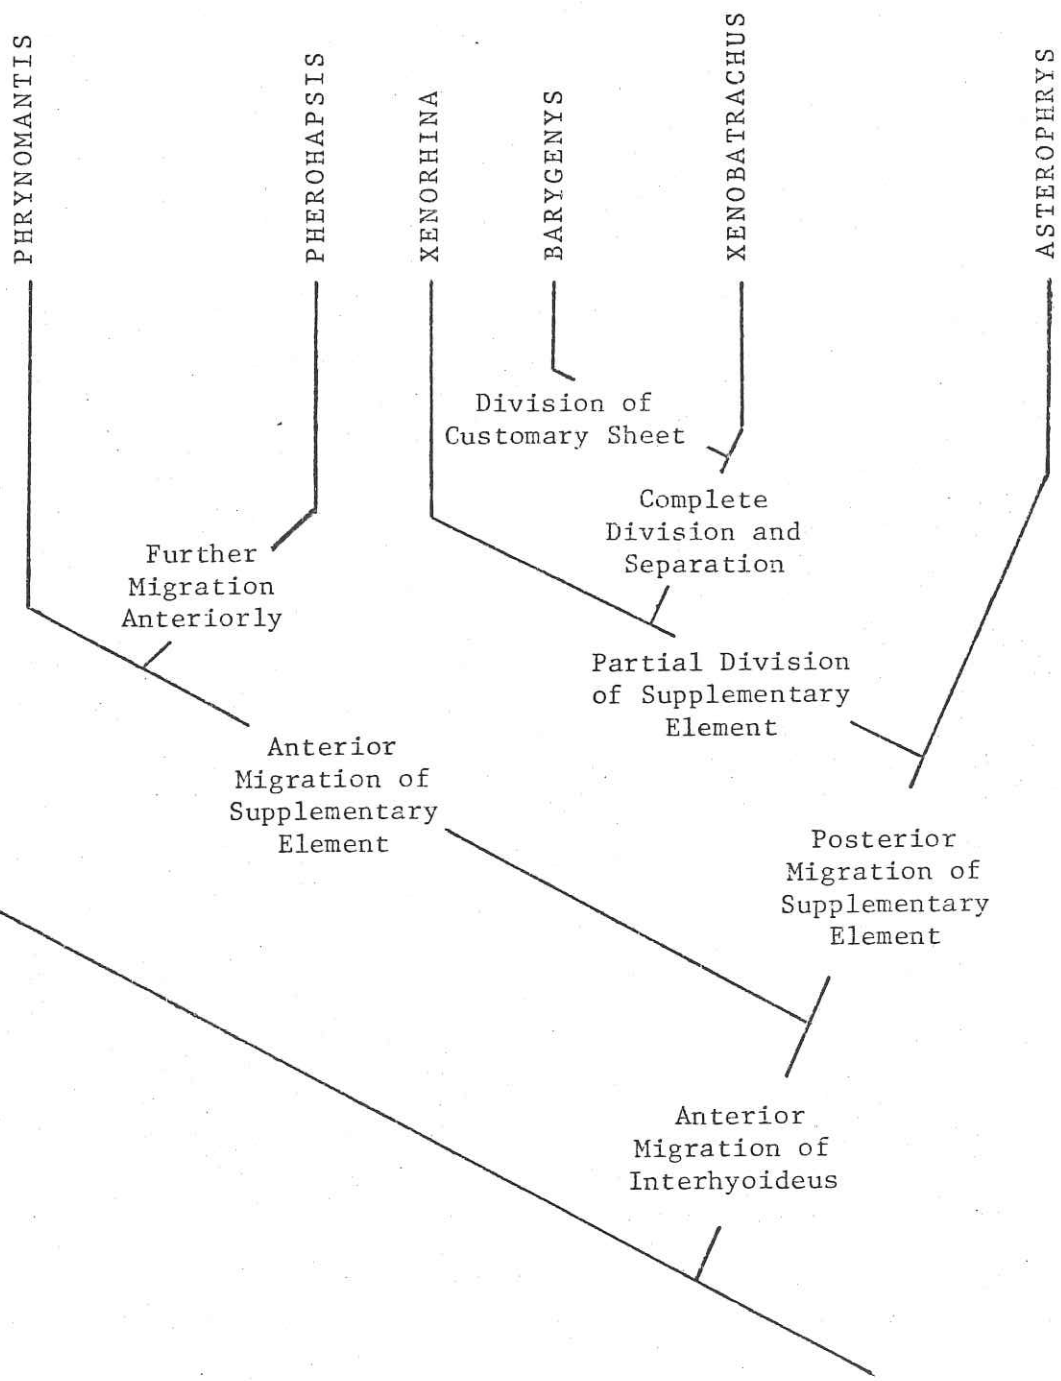 PHRYNOMANTIS
PHEROHAPSIS
XENORHINA
BARYGENYS
XENOBATRACHUS
ASTEROPHRYS
Division of
Customary Sheet
Complete
Division and
Separation
Further
Migration
Anteriorly
Partial Division
of Supplementary
Element
Anterior
Migration of
Supplementary
Element
Posterior
Migration of
Supplementary
Element
Anterior
Migration of
Interhyoideus